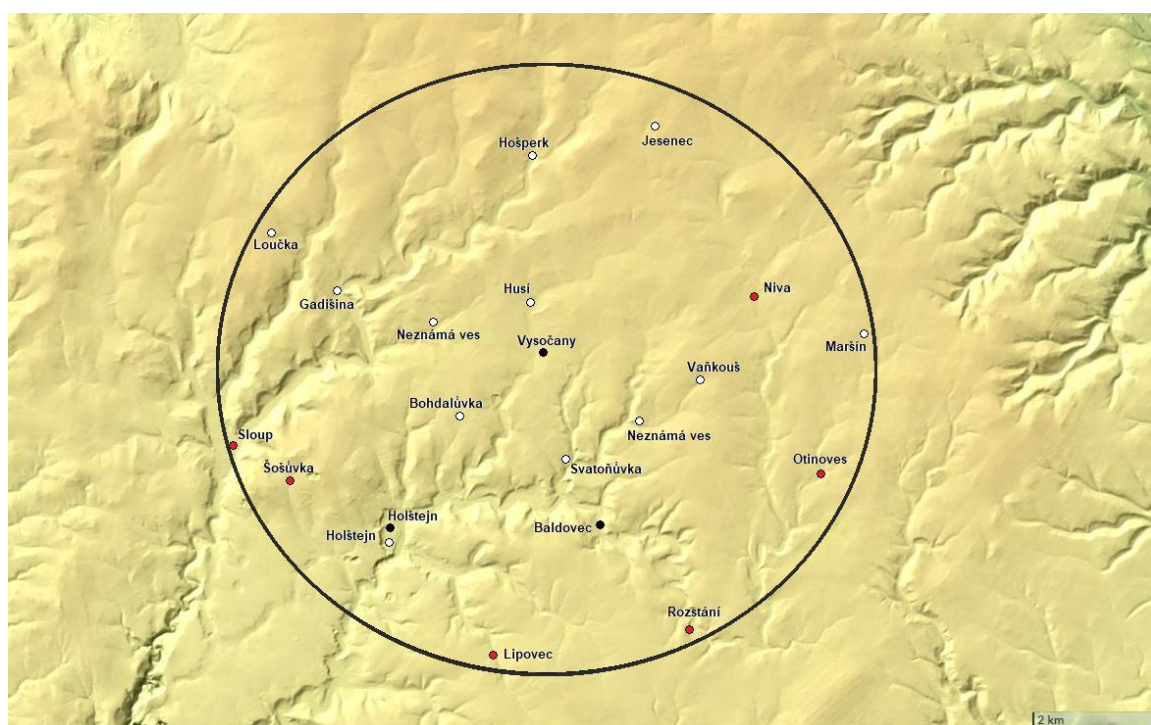 Jesenec
Hošperk
Loučka
Husí
Niva
Gadišina
Neznámá ves
Vysočany
Maršín
Vaňkouš
Bohdalůvka
Neznámá ves
Sloup
Šošůvka
Svatoňůvka
Otinoves
Holštejn
Holštejn
Baldovec
Rozstání
Lipovec
2 km